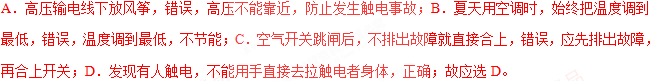 A．高压输电线下放风筝，错误，高压不能靠近，防止发生触电事故；B．夏天用空调时，始终把温度调到
最低，错误，温度调到最低，不节能；C．空气开关跳闸后，不排出故障就直接合上，错误，应先排出故障，
再合上开关；D．发现有人触电，不能用手直接去拉触电者身体，正确；故应选 D。